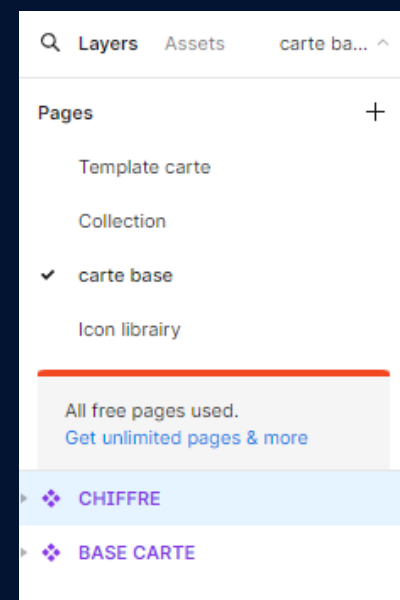 Layers Assets carte ba...
Pages
Template carte
Collection
carte base
Icon librairy
All free pages used.
Get unlimited pages & more
CHIFFRE
BASE CARTE